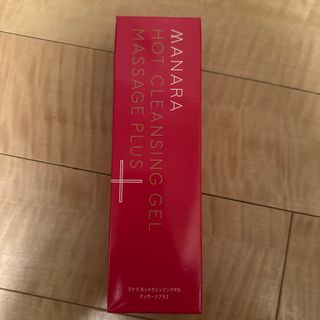 MANARA
HOT CLEANSING GEL
MASSAGE PLUS
マナラ ホットクレンジングゲル
マッサージプラス